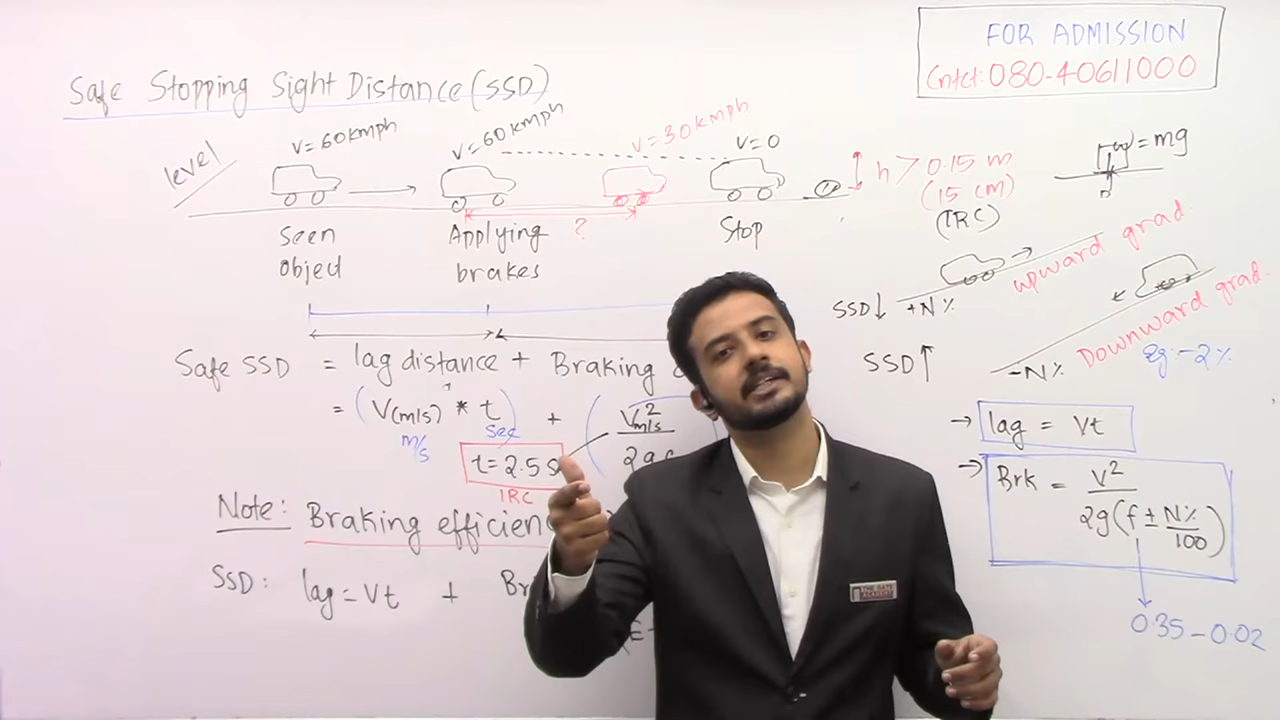 FOR ADMISSION
Cntct: 080-40611000
Safe Stopping Sight Distance (SSD)
level
V=60kmph
V=60kmph
V=30kmph
V=0
h > 0.15 m
(15 cm)
(IRC)
= mg
Seen
object
Applying
brakes
?
Stop
SSD↓ +N%
upward grad.
SSD↑
-N%
Downward grad.
Eg:-2%
Safe SSD = lag distance + Braking
= (V(m/s) * t) + (V²m/s / 2g
m/s
Sec
t=2.5 s
IRC
→ lag = Vt
→ Brk = V² / 2g(f ± N%/100)
0.35-0.02
Note: Braking
SSD: lag = Vt +
THE GATE
ACADEMY